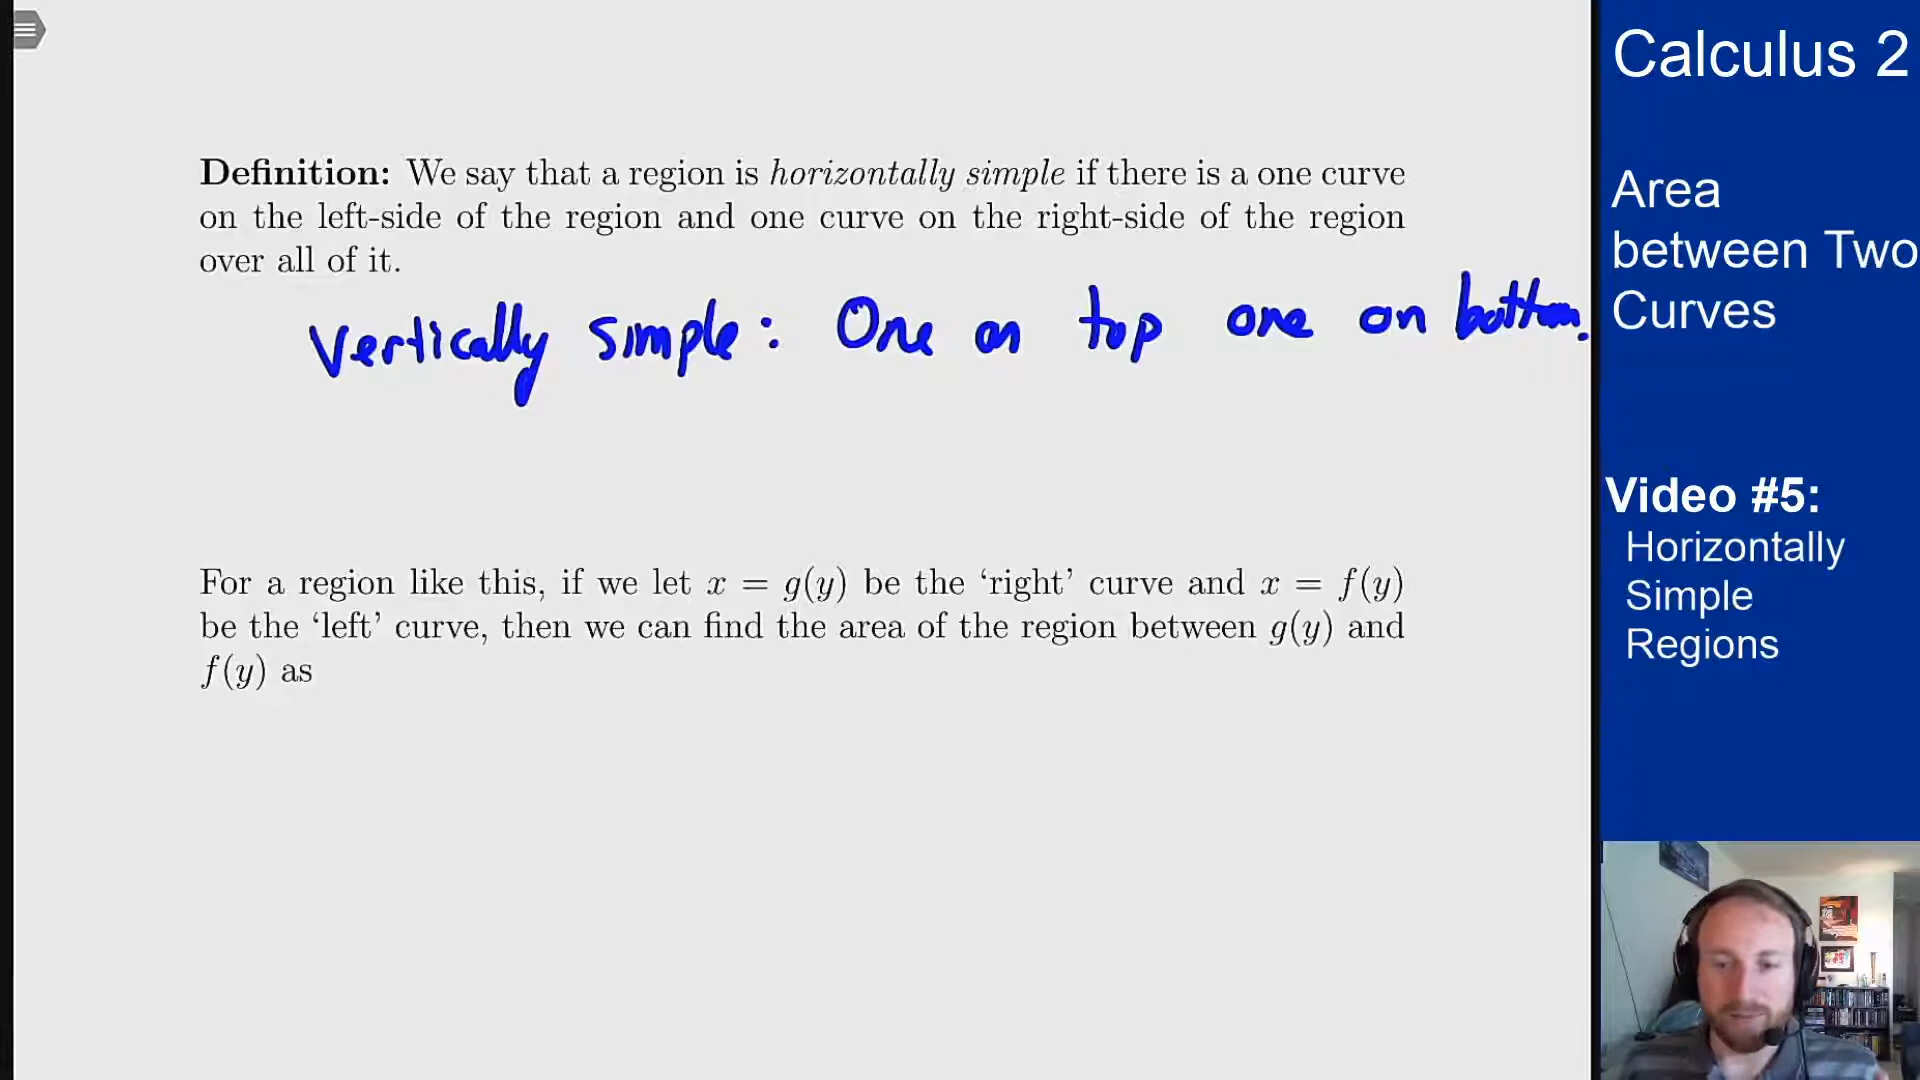 Definition: We say that a region is horizontally simple if there is a one curve
on the left-side of the region and one curve on the right-side of the region
over all of it.
Vertically simple: One on top one on bottom.
For a region like this, if we let x = g(y) be the ‘right’ curve and x = f(y)
be the ‘left’ curve, then we can find the area of the region between g(y) and
f(y) as
Calculus 2
Area
between Two
Curves
Video #5:
Horizontally
Simple
Regions